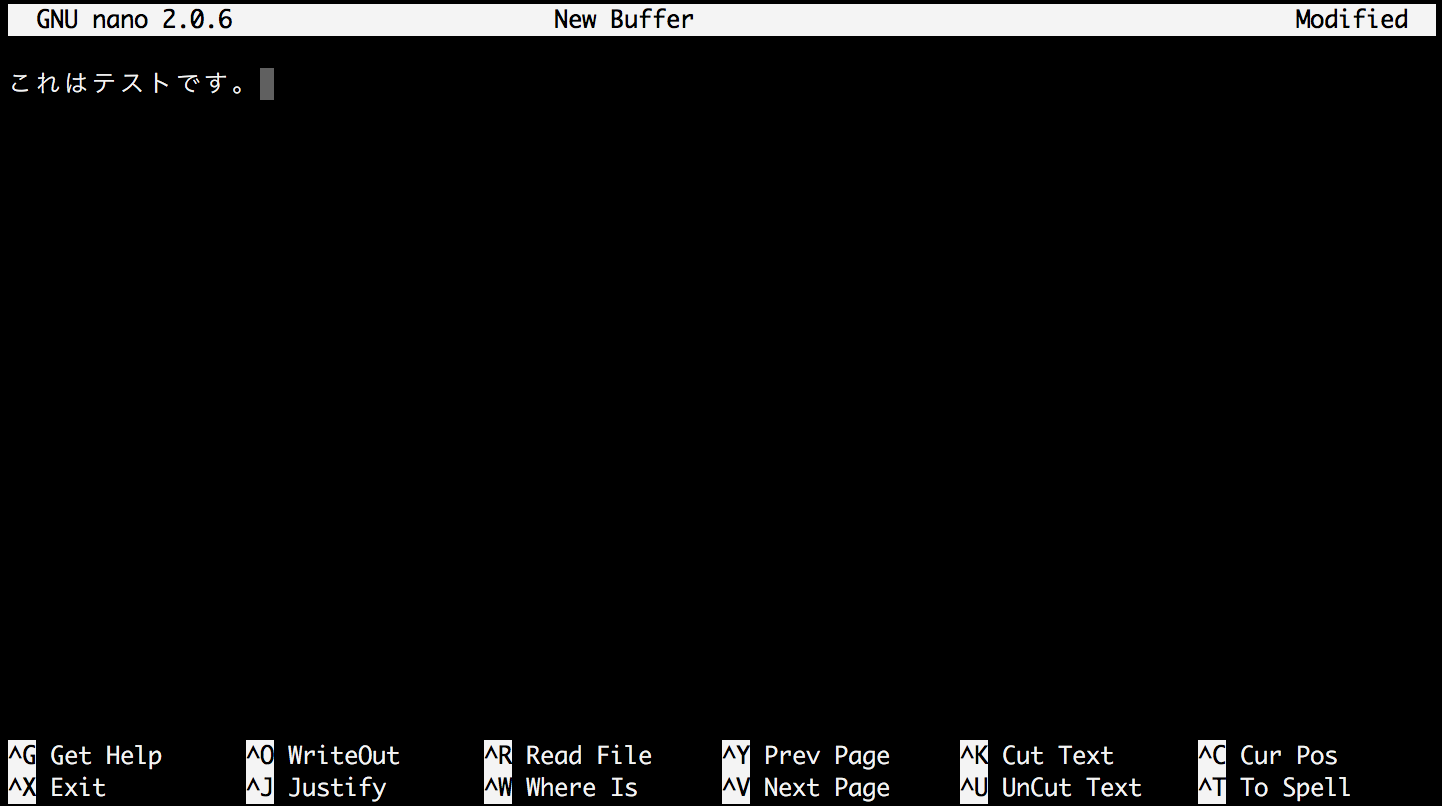 GNU nano 2.0.6 New Buffer Modified
これはテストです。
^G Get Help ^O WriteOut ^R Read File ^Y Prev Page ^K Cut Text ^C Cur Pos
^X Exit ^J Justify ^W Where Is ^V Next Page ^U UnCut Text ^T To Spell